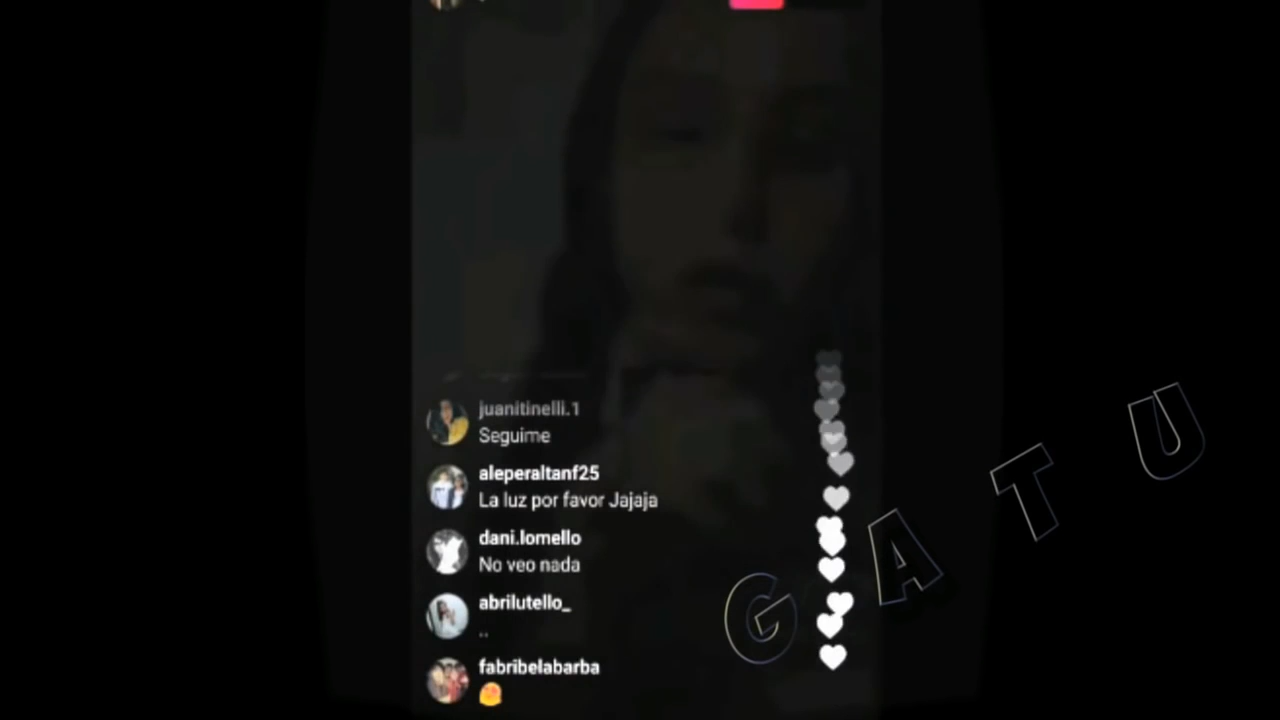 juanitinelli.1
Seguime
aleperaltanf25
La luz por favor Jajaja
dani.lomello
No veo nada
abrilutello_
..
fabribelabarba
😍
G A T U